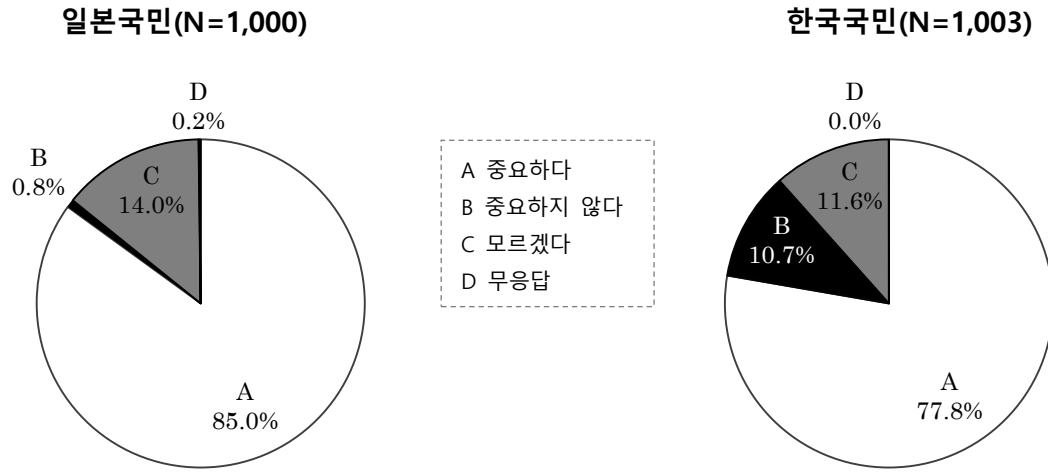 일본국민(N=1,000)
D
0.2%
B
0.8%
C
14.0%
A
85.0%
A 중요하다
B 중요하지 않다
C 모르겠다
D 무응답
한국국민(N=1,003)
D
0.0%
C
11.6%
B
10.7%
A
77.8%